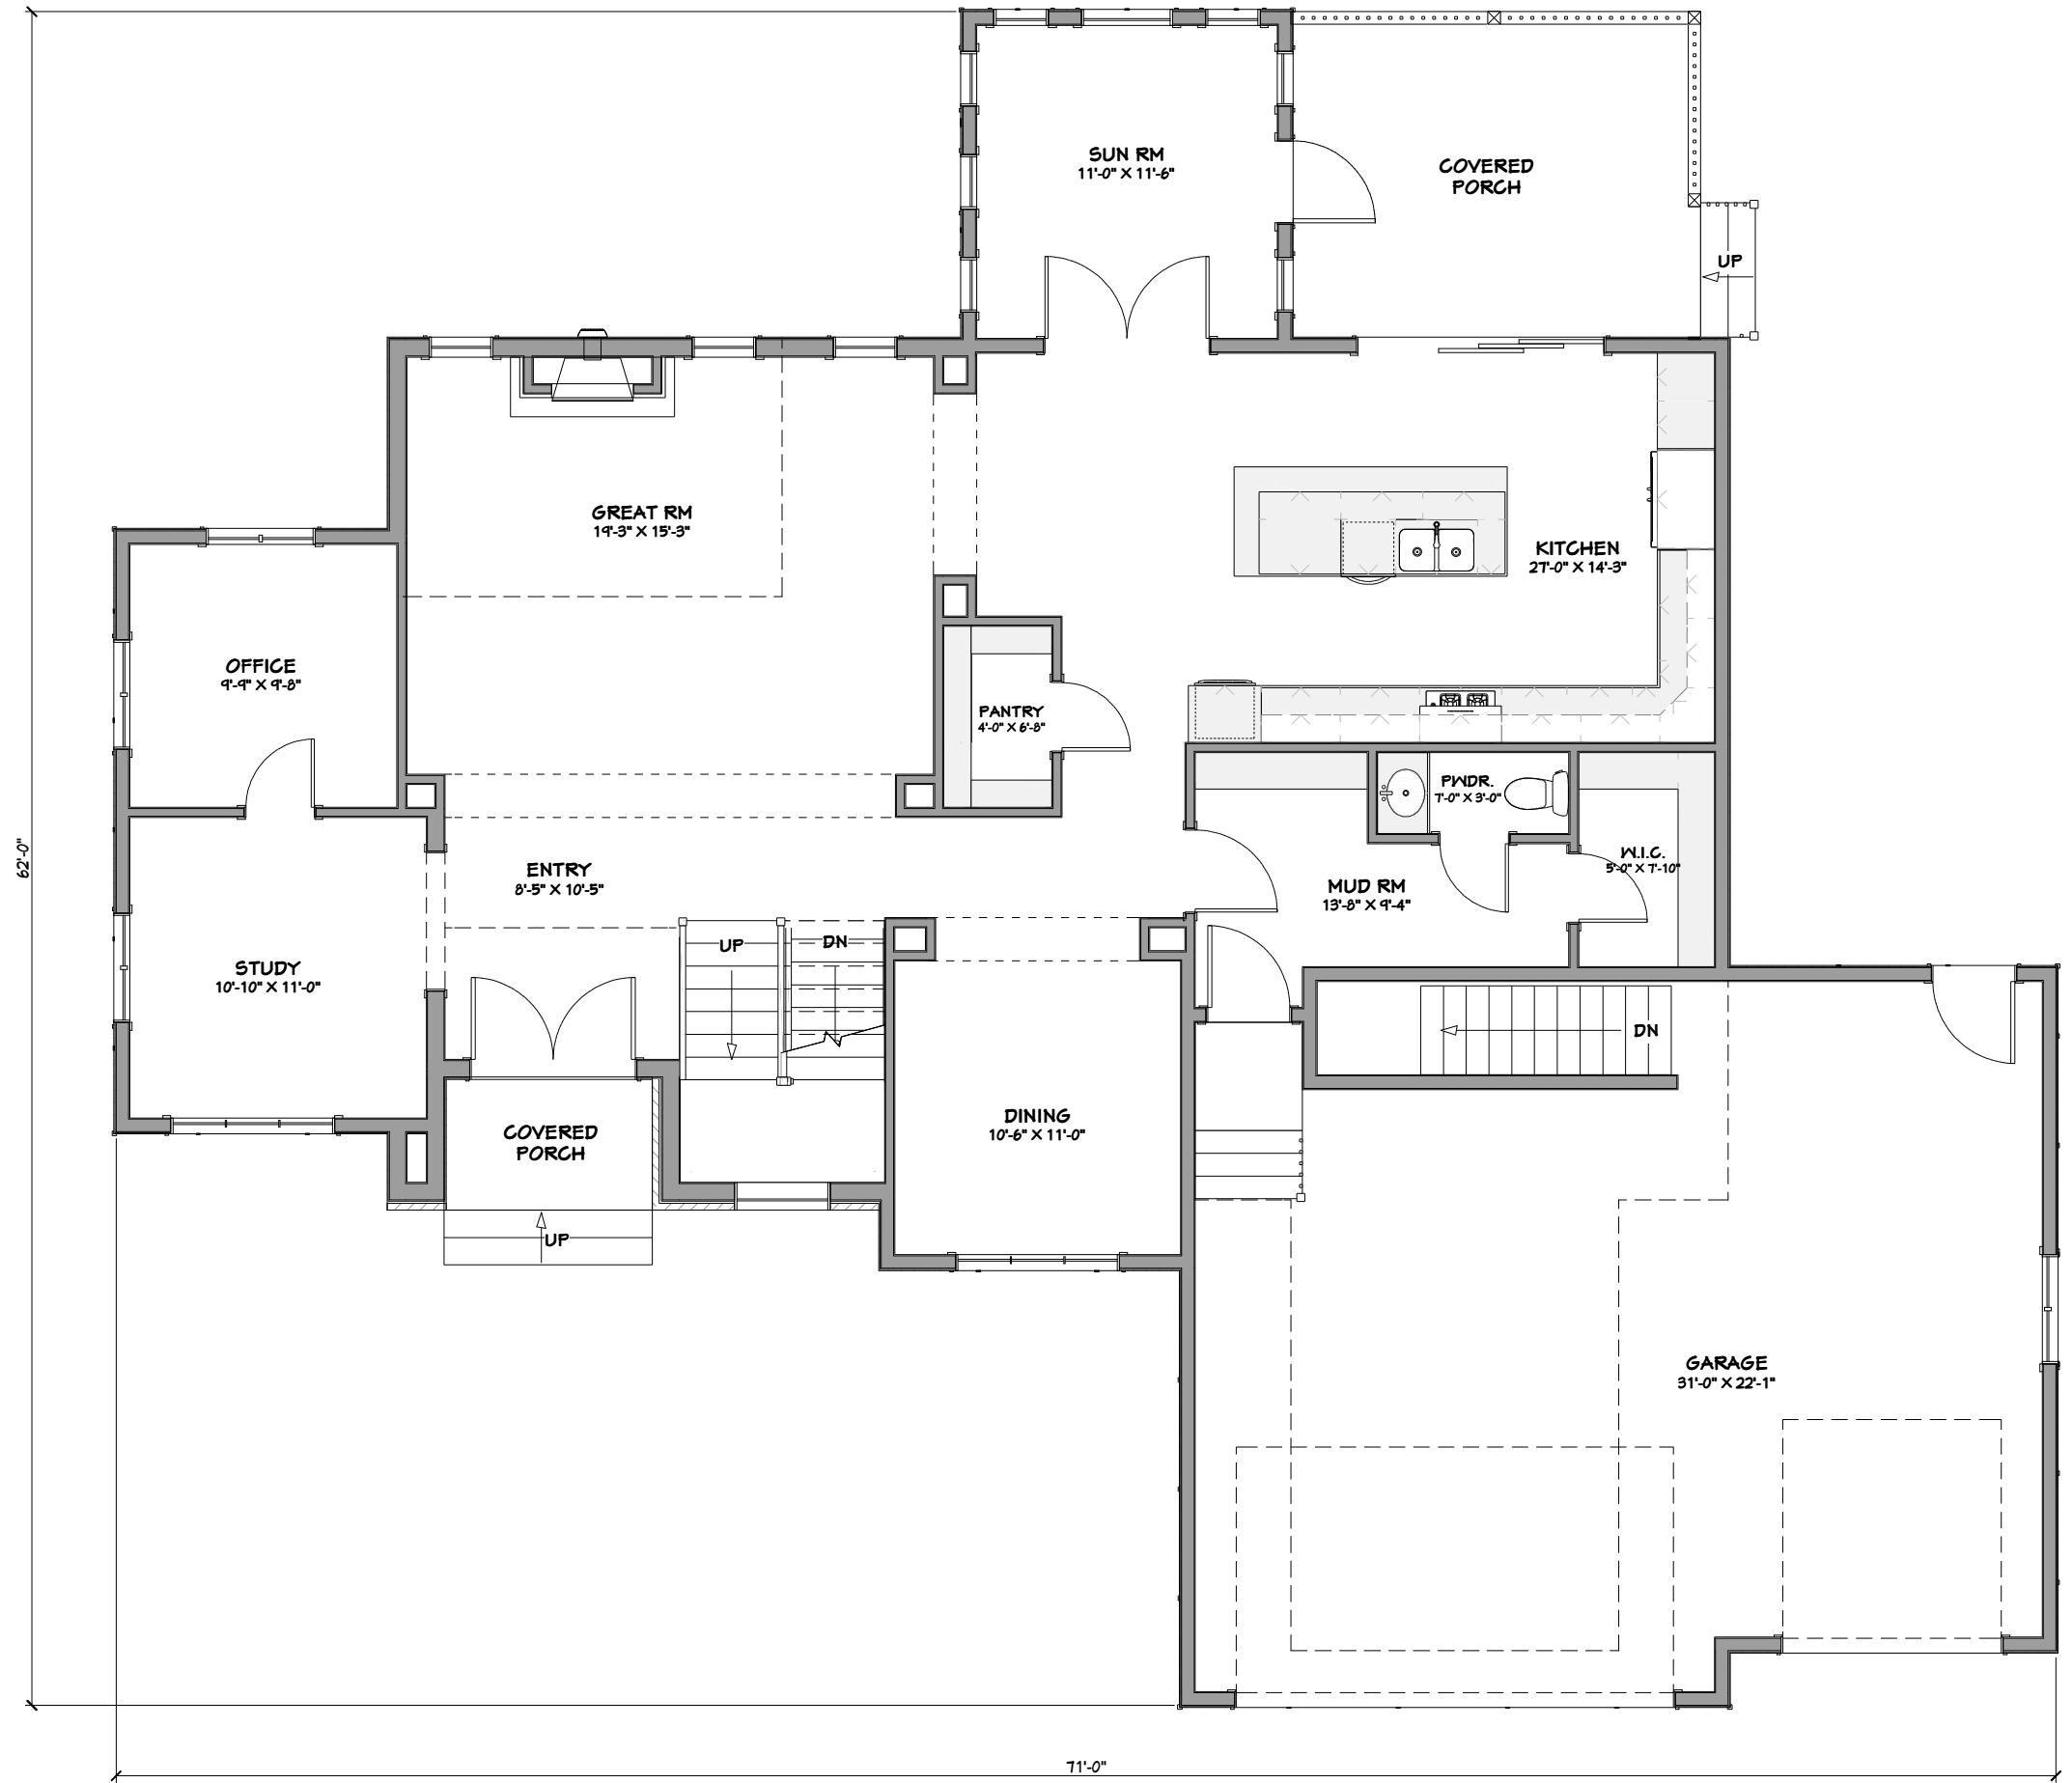 SUN RM
11'-0" X 11'-6"
COVERED
PORCH
UP
GREAT RM
19'-3" X 15'-3"
KITCHEN
27'-0" X 14'-3"
OFFICE
9'-9" X 9'-8"
PANTRY
4'-0" X 6'-8"
PWDR.
7'-0" X 3'-0"
62'-0"
ENTRY
8'-5" X 10'-5"
MUD RM
13'-8" X 9'-4"
W.I.C.
5'-0" X 7'-10"
UP
DN
STUDY
10'-10" X 11'-0"
DN
DINING
10'-6" X 11'-0"
COVERED
PORCH
UP
GARAGE
31'-0" X 22'-1"
71'-0"